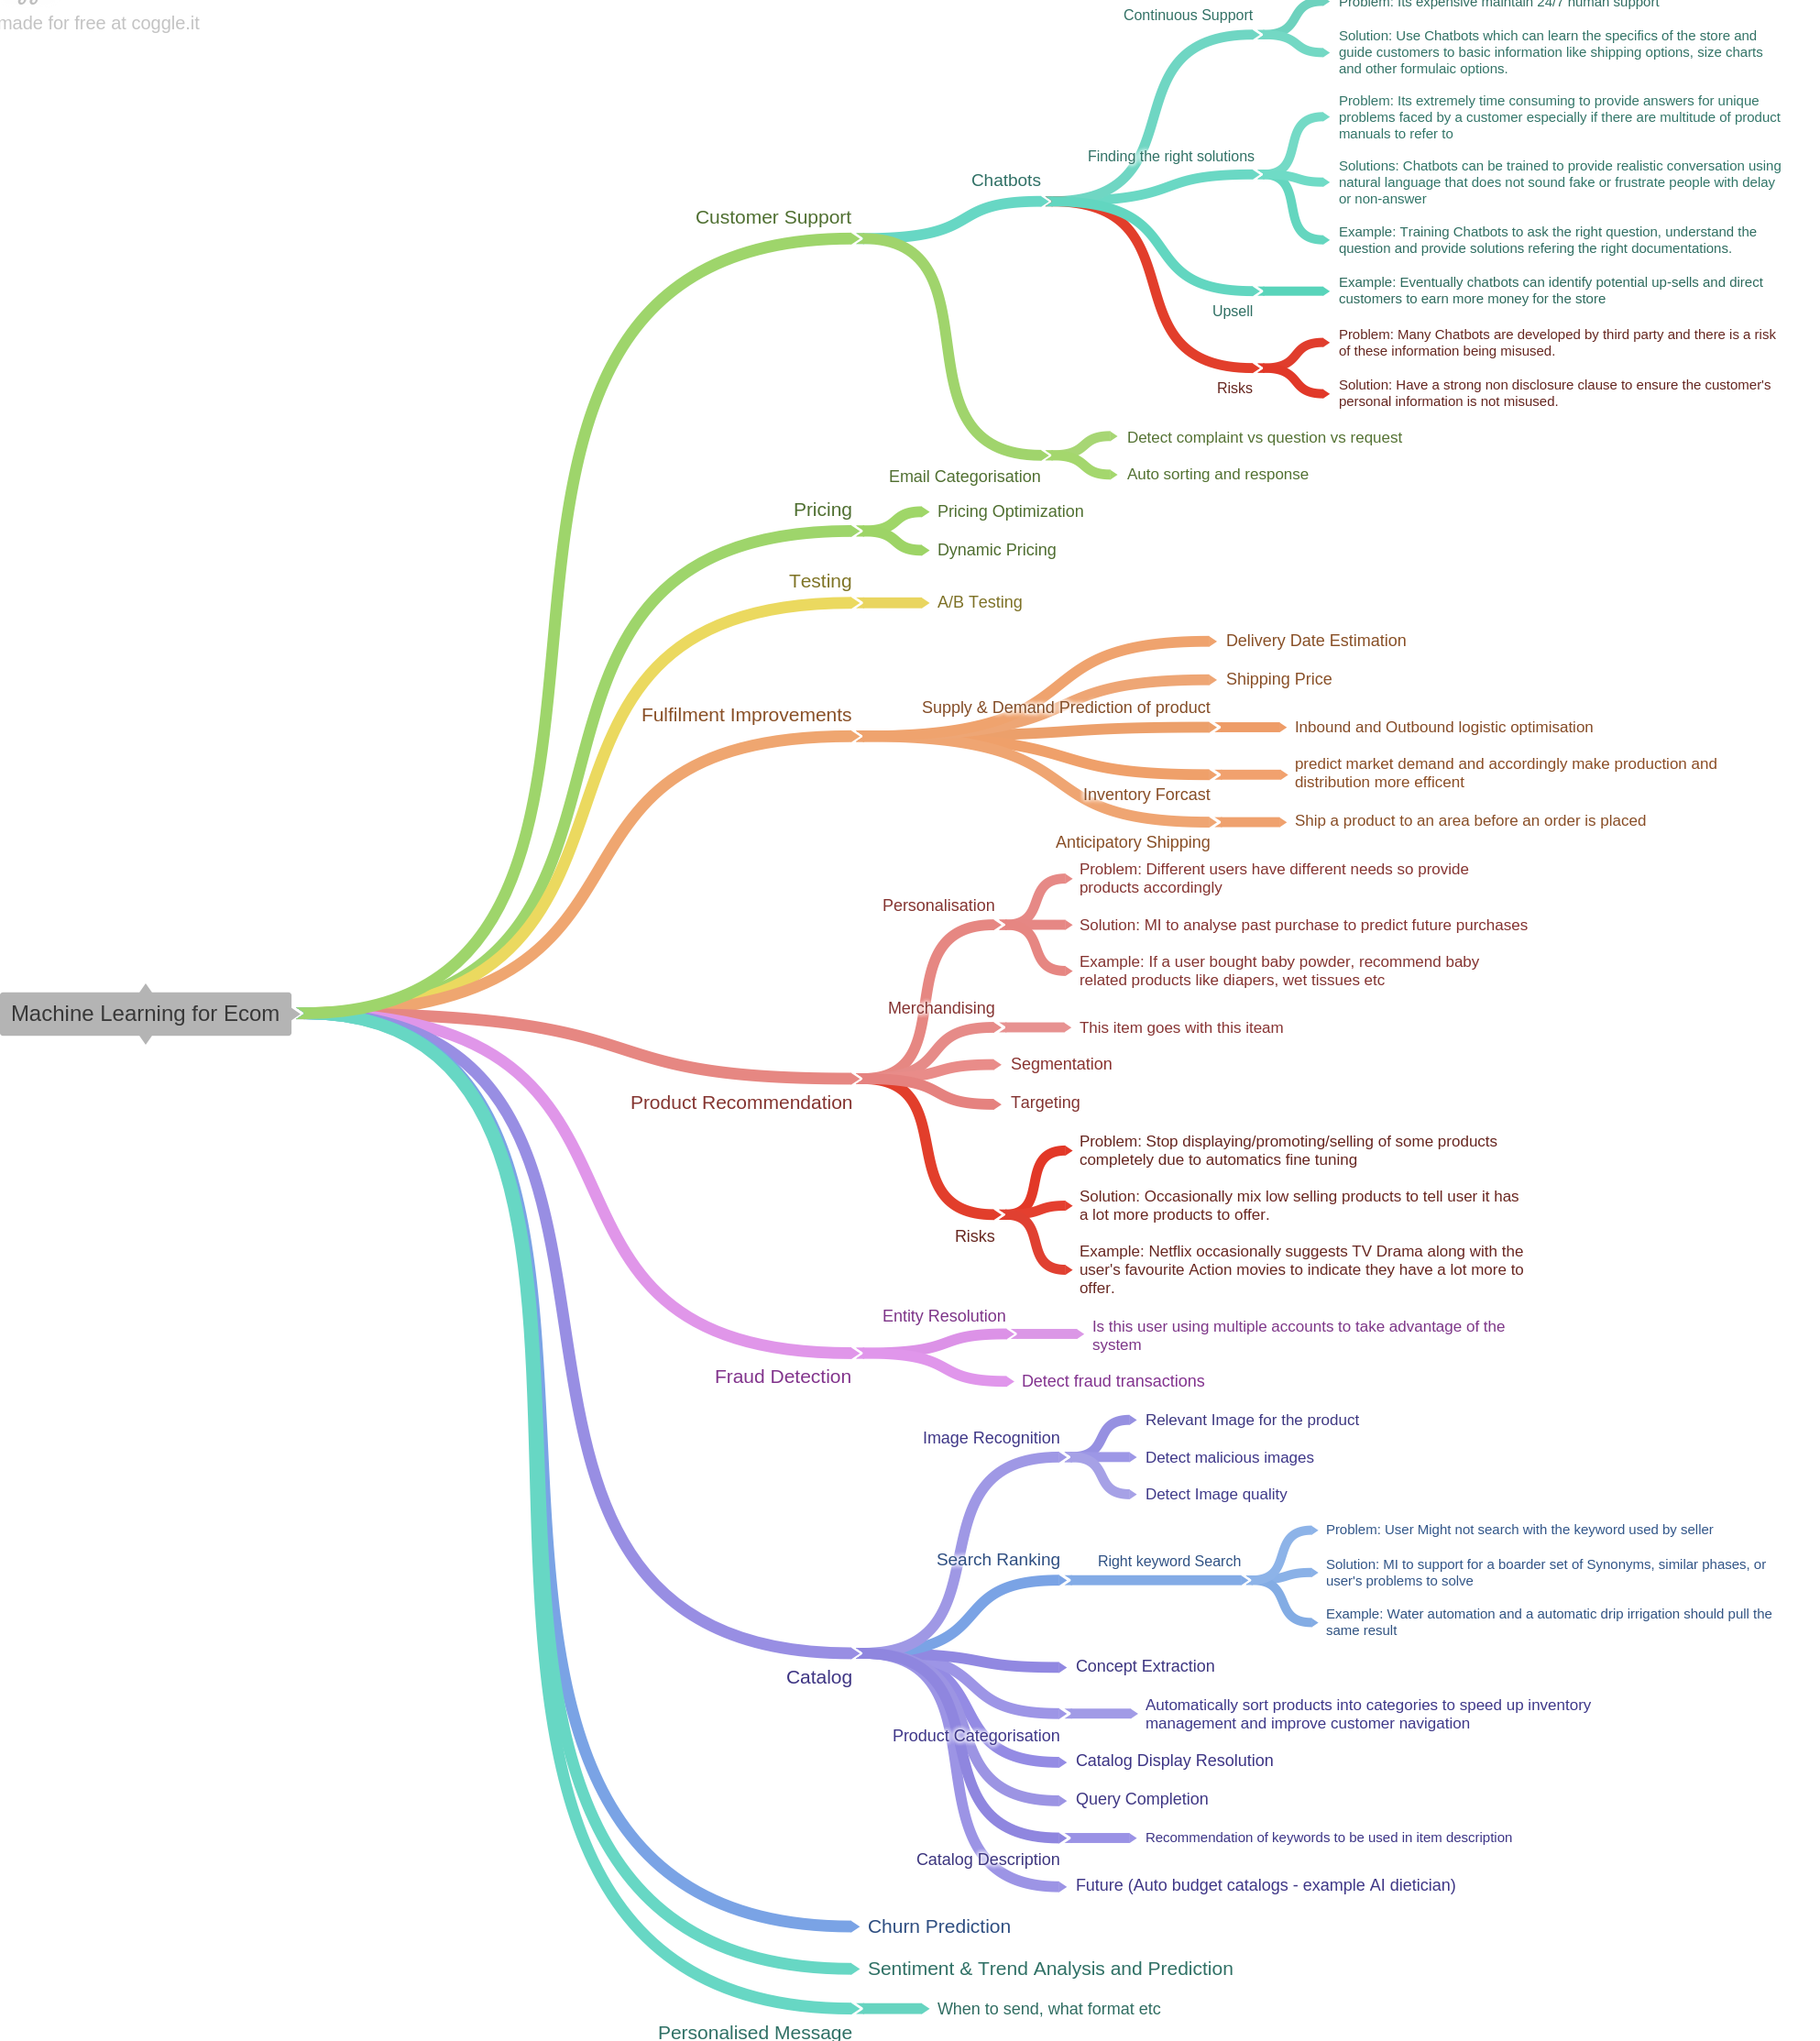 made for free at coggle.it
Machine Learning for Ecom
Customer Support
Chatbots
Continuous Support
Problem: Its expensive maintain 24/7 human support
Solution: Use Chatbots which can learn the specifics of the store and
guide customers to basic information like shipping options, size charts
and other formulaic options.
Finding the right solutions
Problem: Its extremely time consuming to provide answers for unique
problems faced by a customer especially if there are multitude of product
manuals to refer to
Solutions: Chatbots can be trained to provide realistic conversation using
natural language that does not sound fake or frustrate people with delay
or non-answer
Example: Training Chatbots to ask the right question, understand the
question and provide solutions refering the right documentations.
Upsell
Example: Eventually chatbots can identify potential up-sells and direct
customers to earn more money for the store
Risks
Problem: Many Chatbots are developed by third party and there is a risk
of these information being misused.
Solution: Have a strong non disclosure clause to ensure the customer's
personal information is not misused.
Email Categorisation
Detect complaint vs question vs request
Auto sorting and response
Pricing
Pricing Optimization
Dynamic Pricing
Testing
A/B Testing
Fulfilment Improvements
Delivery Date Estimation
Shipping Price
Supply & Demand Prediction of product
Inbound and Outbound logistic optimisation
Inventory Forcast
predict market demand and accordingly make production and
distribution more efficent
Anticipatory Shipping
Ship a product to an area before an order is placed
Product Recommendation
Personalisation
Problem: Different users have different needs so provide
products accordingly
Solution: MI to analyse past purchase to predict future purchases
Example: If a user bought baby powder, recommend baby
related products like diapers, wet tissues etc
Merchandising
This item goes with this iteam
Segmentation
Targeting
Risks
Problem: Stop displaying/promoting/selling of some products
completely due to automatics fine tuning
Solution: Occasionally mix low selling products to tell user it has
a lot more products to offer.
Example: Netflix occasionally suggests TV Drama along with the
user's favourite Action movies to indicate they have a lot more to
offer.
Fraud Detection
Entity Resolution
Is this user using multiple accounts to take advantage of the
system
Detect fraud transactions
Catalog
Image Recognition
Relevant Image for the product
Detect malicious images
Detect Image quality
Search Ranking
Right keyword Search
Problem: User Might not search with the keyword used by seller
Solution: MI to support for a boarder set of Synonyms, similar phases, or
user's problems to solve
Example: Water automation and a automatic drip irrigation should pull the
same result
Concept Extraction
Product Categorisation
Automatically sort products into categories to speed up inventory
management and improve customer navigation
Catalog Display Resolution
Query Completion
Catalog Description
Recommendation of keywords to be used in item description
Future (Auto budget catalogs - example AI dietician)
Churn Prediction
Sentiment & Trend Analysis and Prediction
Personalised Message
When to send, what format etc